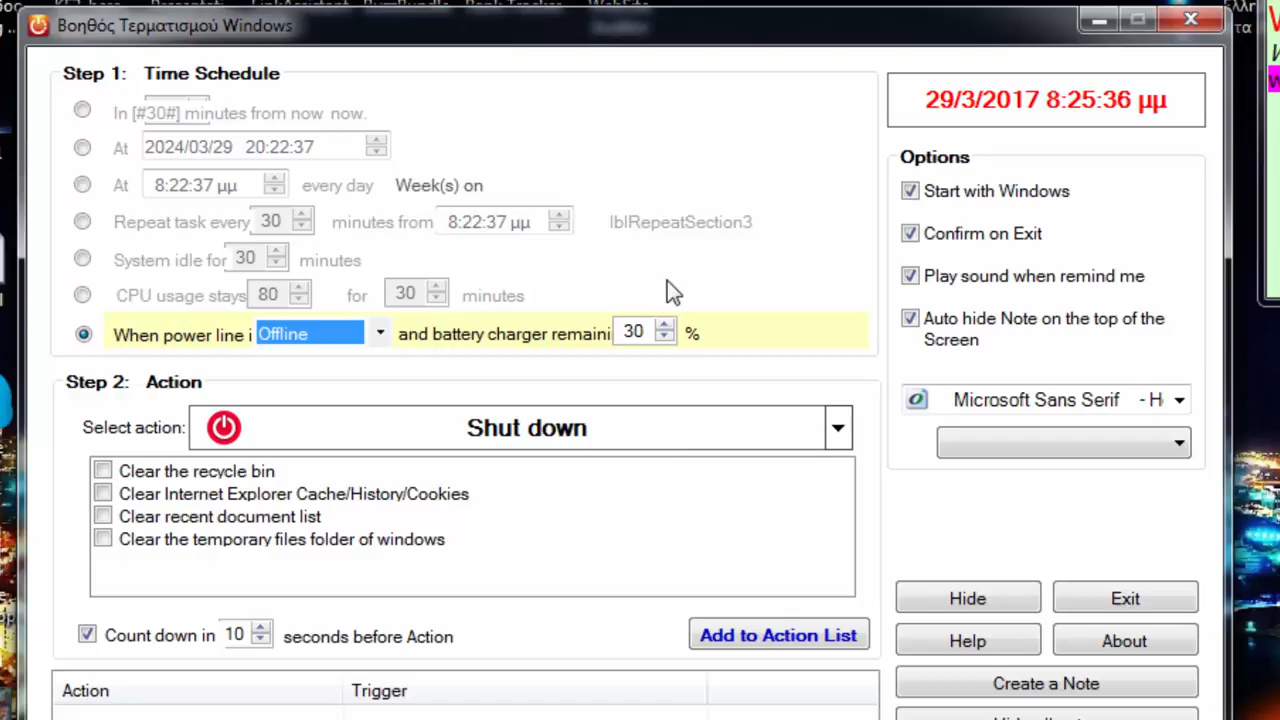 Βοηθός Τερματισμού Windows
Step 1: Time Schedule
29/3/2017 8:25:36 μμ
In [#30#] minutes from now now.
At 2024/03/29 20:22:37
At 8:22:37 μμ every day Week(s) on
Repeat task every 30 minutes from 8:22:37 μμ lblRepeatSection3
System idle for 30 minutes
CPU usage stays 80 for 30 minutes
When power line i Offline and battery charger remaini 30 %
Options
Start with Windows
Confirm on Exit
Play sound when remind me
Auto hide Note on the top of the
Screen
Microsoft Sans Serif - H
Step 2: Action
Select action: Shut down
Clear the recycle bin
Clear Internet Explorer Cache/History/Cookies
Clear recent document list
Clear the temporary files folder of windows
Count down in 10 seconds before Action
Add to Action List
Hide Exit
Help About
Create a Note
Action Trigger